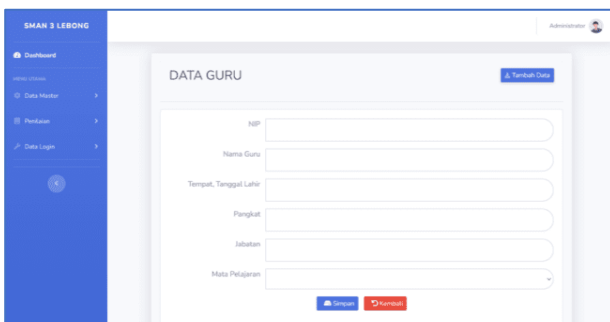 SMAN 3 LEBONG
Administrator
Dashboard
MENU UTAMA
Data Master
Penilaian
Data Login
DATA GURU
Tambah Data
NIP
Nama Guru
Tempat, Tanggal Lahir
Pangkat
Jabatan
Mata Pelajaran
Simpan
Kembali